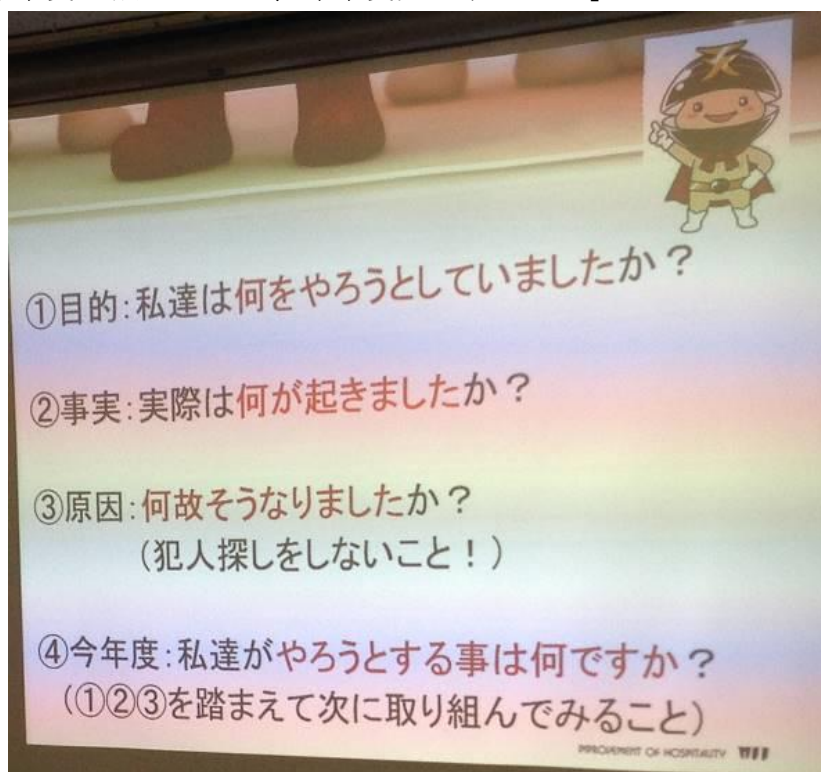 ①目的:私達は何をやろうとしていましたか？
②事実:実際は何が起きましたか？
③原因:何故そうなりましたか？
(犯人探しをしないこと！)
④今年度:私達がやろうとする事は何ですか？
(①②③を踏まえて次に取り組んでみること)
OF HOSPITALITY